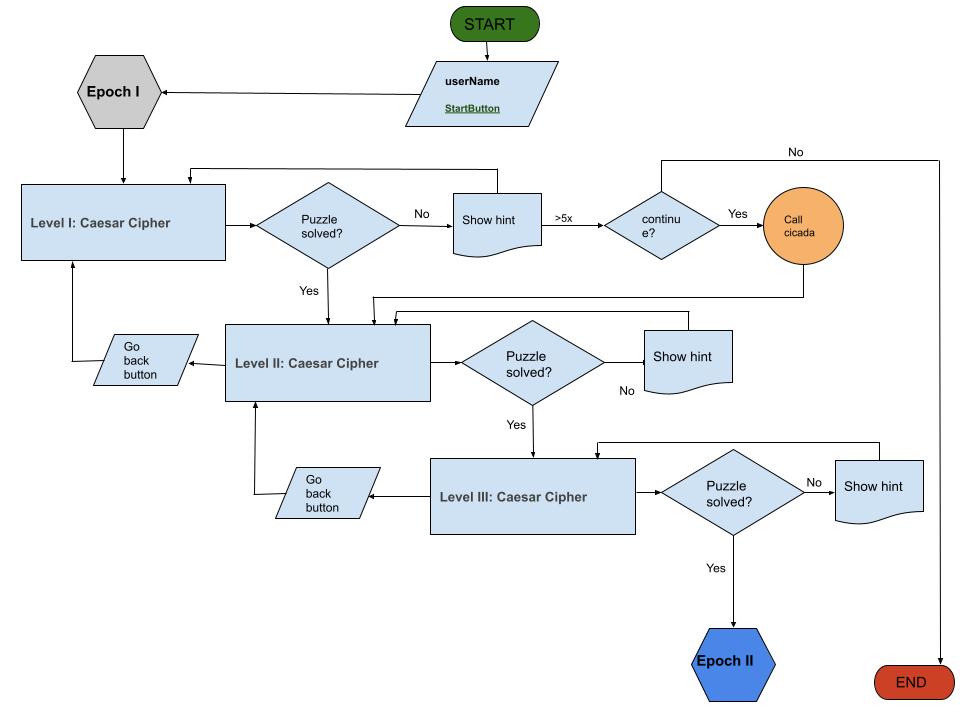 START
userName
StartButton
Epoch I
No
Level I: Caesar Cipher
Puzzle
solved?
No
Show hint
>5x
continu
e?
Yes
Call
cicada
Yes
Go
back
button
Level II: Caesar Cipher
Puzzle
solved?
No
Show hint
Yes
Go
back
button
Level III: Caesar Cipher
Puzzle
solved?
No
Show hint
Yes
Epoch II
END